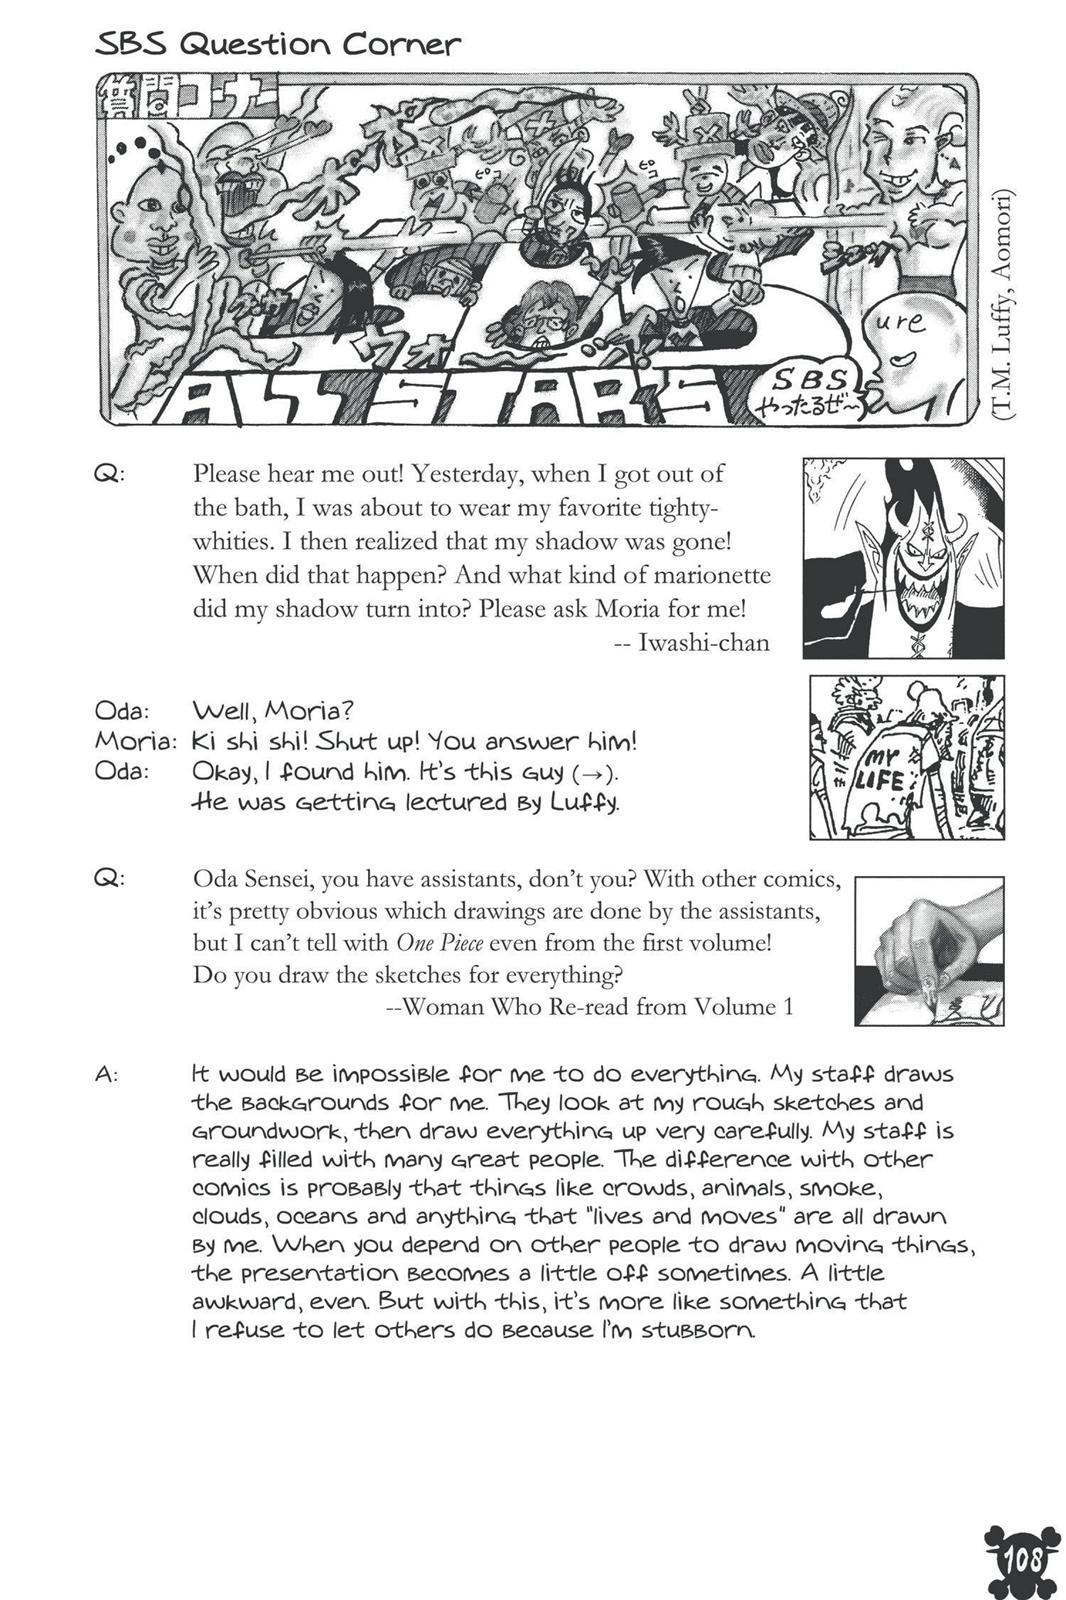 SBS Question Corner
質問コーナー
ピコ
ピコ
ure
ウオ
ALL STARS
SBS
やったるぜ〜
(T.M. Luffy, Aomori)
Q: Please hear me out! Yesterday, when I got out of
the bath, I was about to wear my favorite tighty-
whities. I then realized that my shadow was gone!
When did that happen? And what kind of marionette
did my shadow turn into? Please ask Moria for me!
-- Iwashi-chan
Oda: Well, Moria?
Moria: Ki shi shi! Shut up! You answer him!
Oda: Okay, I found him. It's this guy (→).
He was getting lectured by Luffy.
MY
LIFE
Q: Oda Sensei, you have assistants, don't you? With other comics,
it's pretty obvious which drawings are done by the assistants,
but I can't tell with One Piece even from the first volume!
Do you draw the sketches for everything?
--Woman Who Re-read from Volume 1
A: It would be impossible for me to do everything. My staff draws
the backgrounds for me. They look at my rough sketches and
groundwork, then draw everything up very carefully. My staff is
really filled with many great people. The difference with other
comics is probably that things like crowds, animals, smoke,
clouds, oceans and anything that "lives and moves" are all drawn
by me. When you depend on other people to draw moving things,
the presentation becomes a little off sometimes. A little
awkward, even. But with this, it's more like something that
I refuse to let others do because I'm stubborn.
108